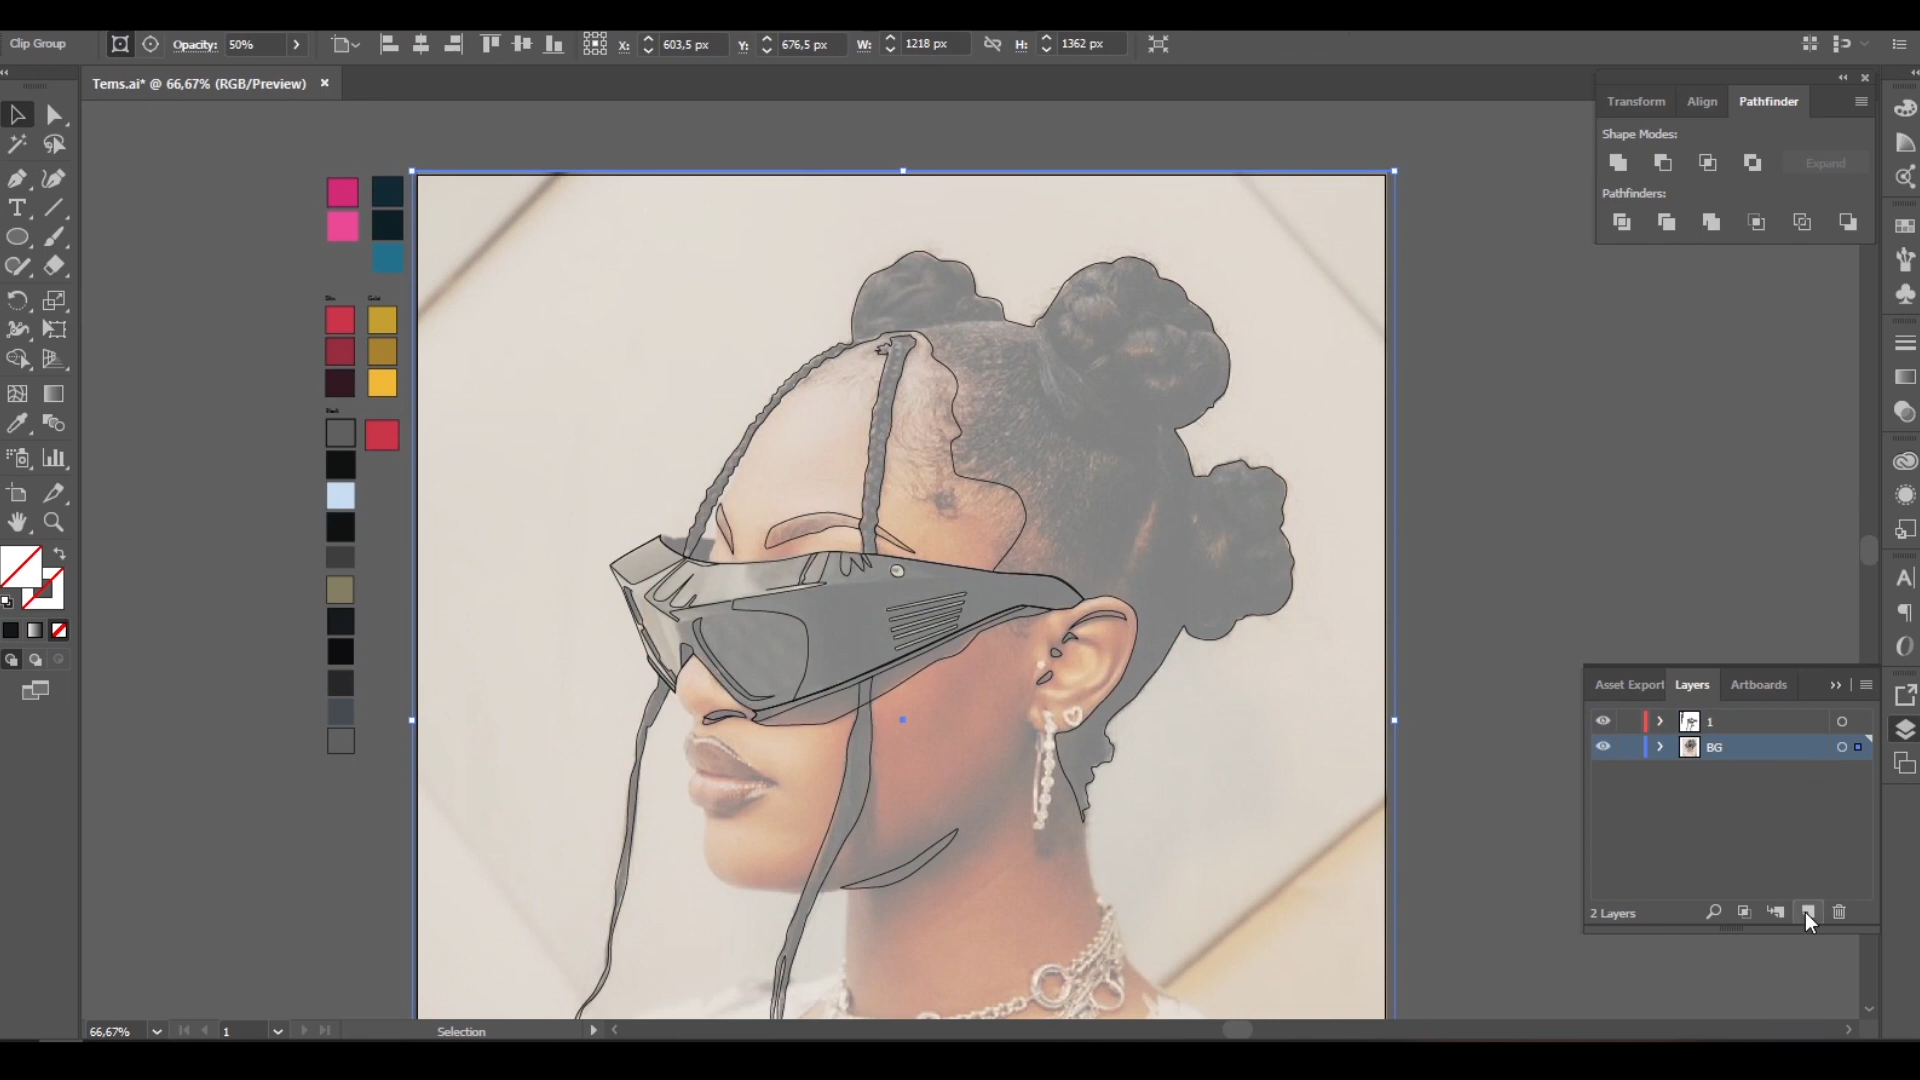 Clip Group
Opacity: 50%
X: 603,5 px
Y: 676,5 px
W: 1218 px
H: 1362 px
Tems.ai* @ 66,67% (RGB/Preview)
Transform
Align
Pathfinder
Shape Modes:
Expand
Pathfinders:
Gold
Asset Export
Layers
Artboards
1
BG
2 Layers
66,67%
1
Selection